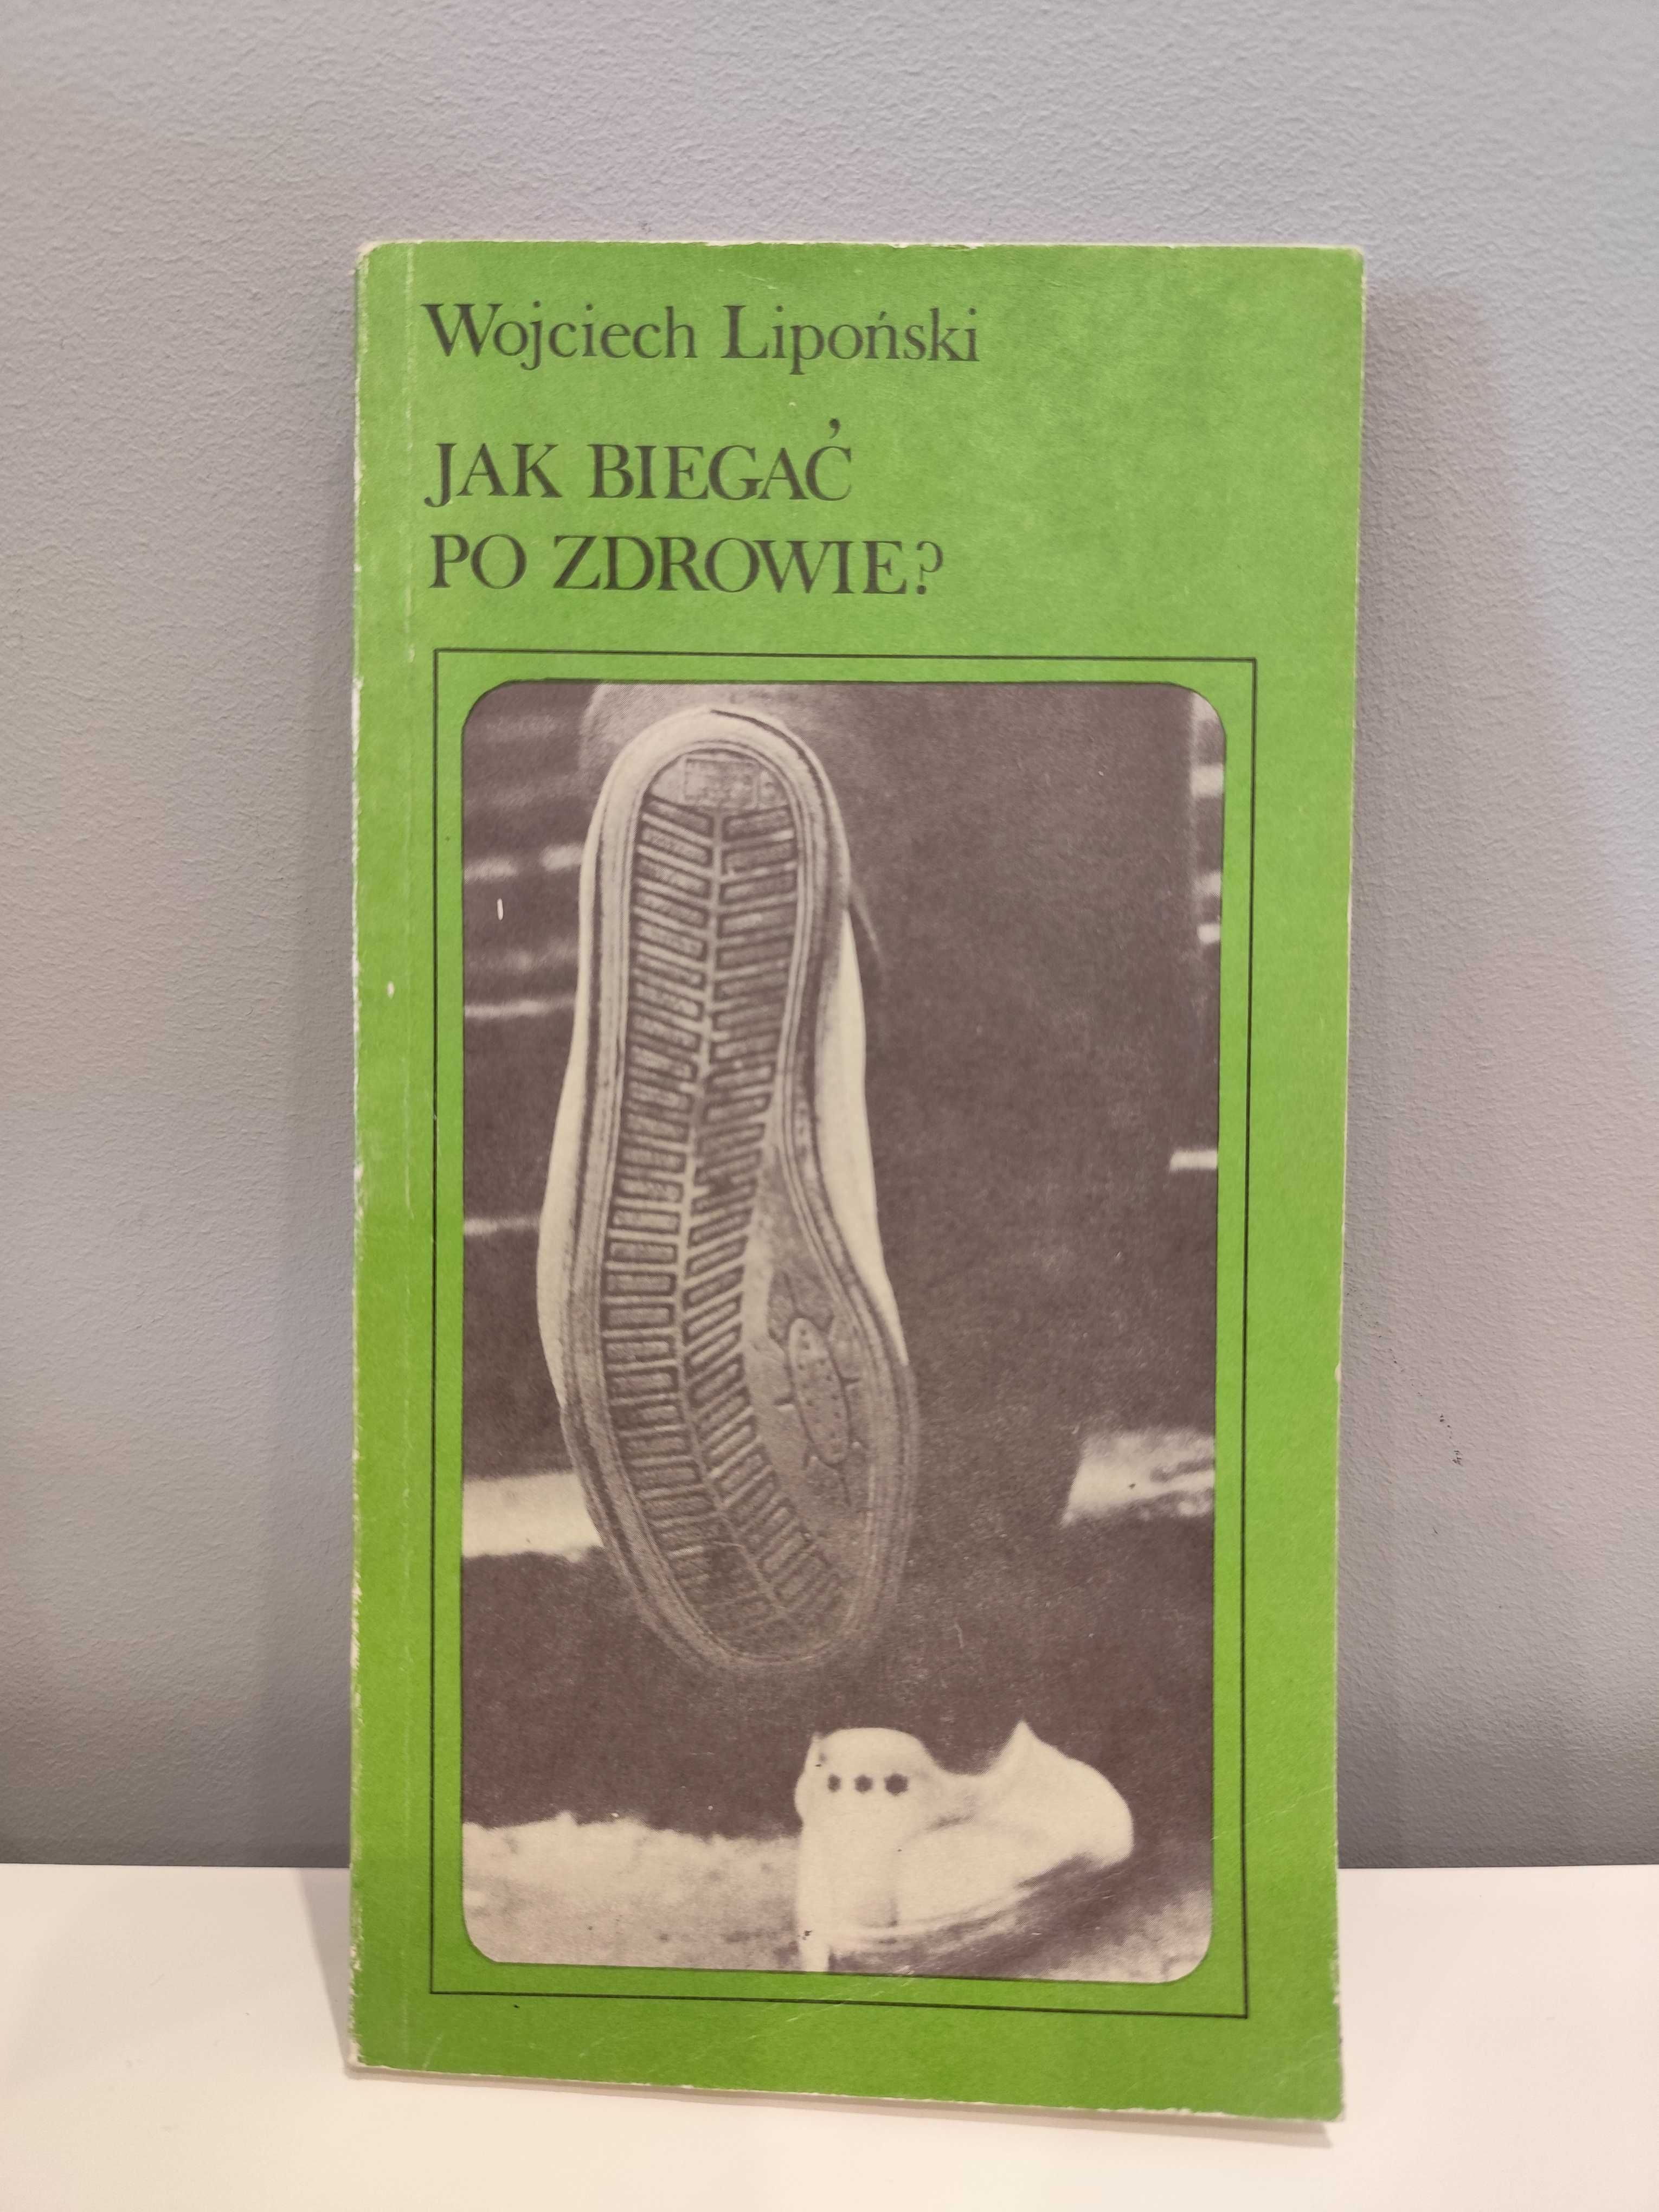 Wojciech Lipoński
JAK BIEGAĆ
PO ZDROWIE?